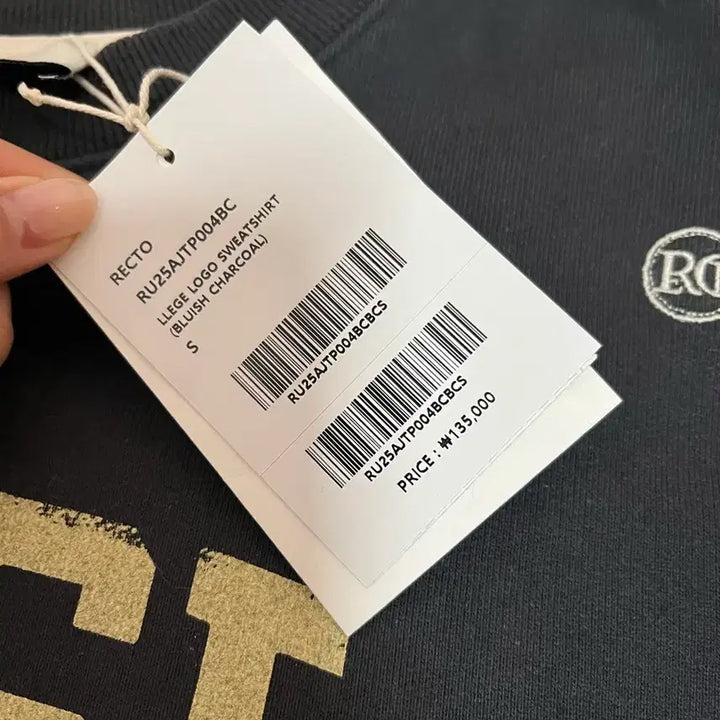 RECTO
RU25AJTP004BC
LLEGE LOGO SWEATSHIRT
(BLUISH CHARCOAL)
S
RU25AJTP004BCBCS
RU25AJTP004BCBCS
PRICE : ₩135,000